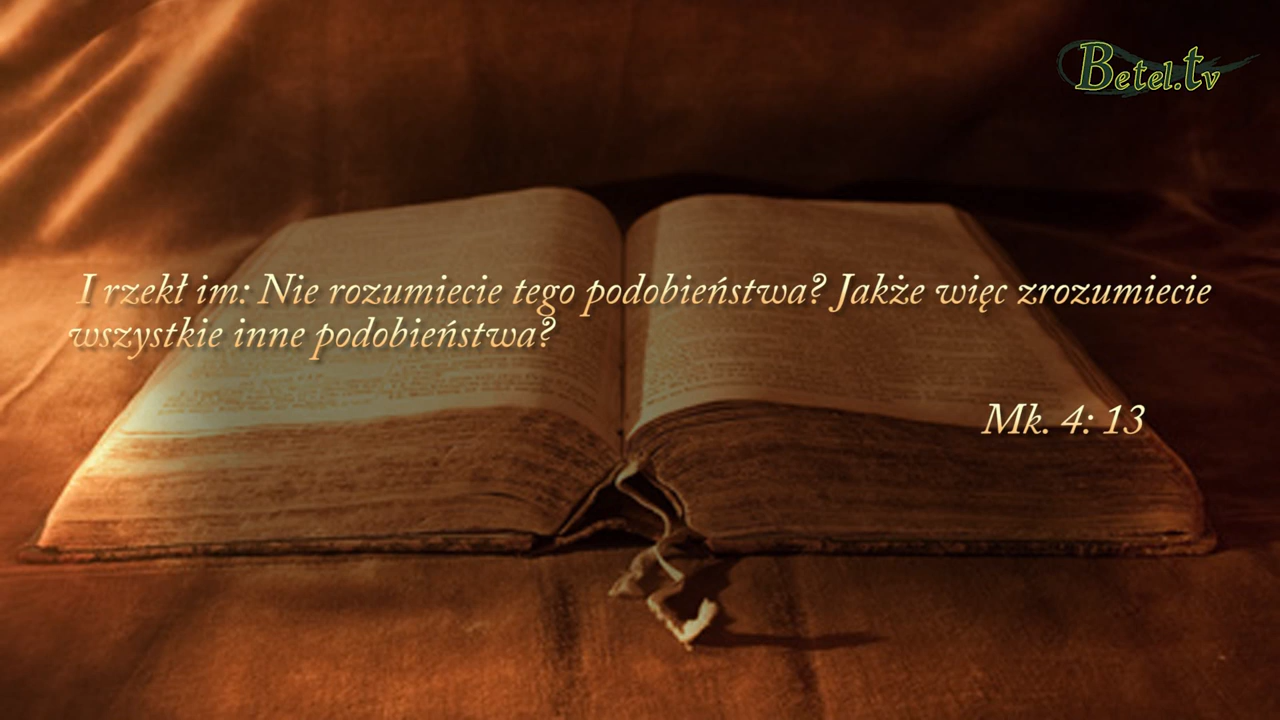 Betel.tv
I rzekł im: Nie rozumiecie tego podobieństwa? Jakże więc zrozumiecie
wszystkie inne podobieństwa?
Mk. 4: 13